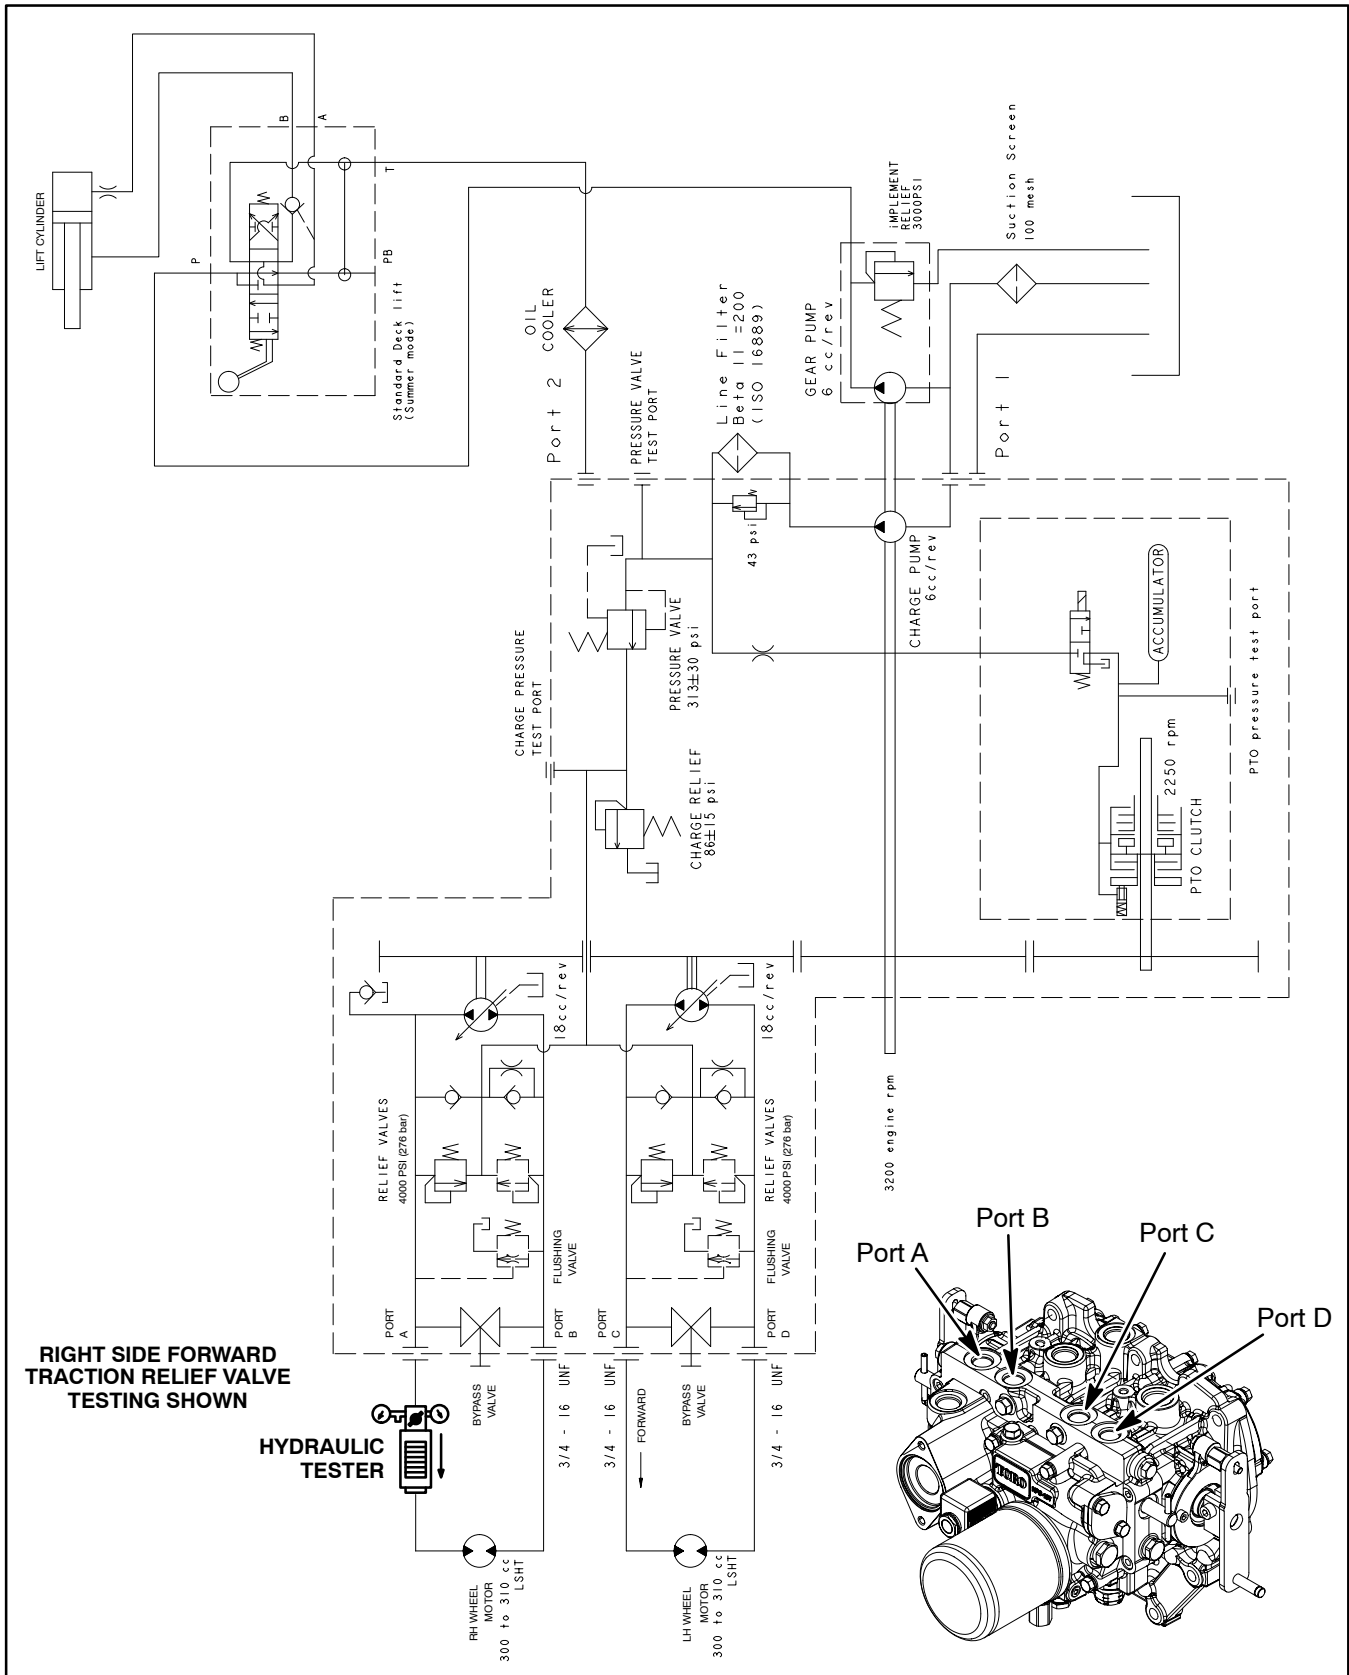 LIFT CYLINDER
B
A
P
T
PB
Standard Deck lift
(Summer mode)
OIL
COOLER
Port 2
PRESSURE VALVE
TEST PORT
Line Filter
Beta 11 =200
(ISO 16889)
43 psi
GEAR PUMP
6 cc/rev
iMPLEMENT
RELIEF
3000PSI
Suction Screen
100 mesh
Port 1
CHARGE PUMP
6cc/rev
CHARGE PRESSURE
TEST PORT
PRESSURE VALVE
313±30 psi
CHARGE RELIEF
86±15 psi
ACCUMULATOR
PTO pressure test port
2250 rpm
PTO CLUTCH
18cc/rev
18cc/rev
RELIEF VALVES
4000 PSI (276 bar)
RELIEF VALVES
4000 PSI (276 bar)
3200 engine rpm
FLUSHING
VALVE
FLUSHING
VALVE
PORT
A
PORT
B
PORT
C
PORT
D
BYPASS
VALVE
3/4 - 16 UNF
3/4 - 16 UNF
FORWARD
BYPASS
VALVE
3/4 - 16 UNF
RIGHT SIDE FORWARD
TRACTION RELIEF VALVE
TESTING SHOWN
HYDRAULIC
TESTER
RH WHEEL
MOTOR
300 to 310 cc
LSHT
LH WHEEL
MOTOR
300 to 310 cc
LSHT
Port A
Port B
Port C
Port D